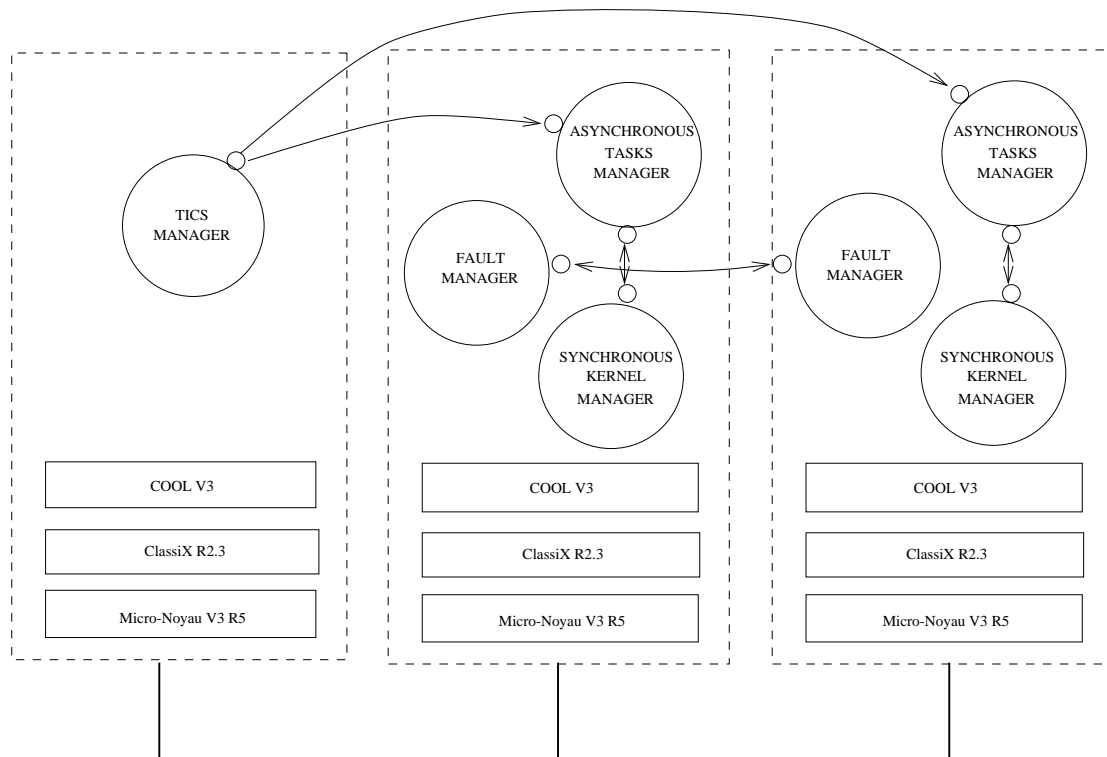 TICS
MANAGER
ASYNCHRONOUS
TASKS
MANAGER
FAULT
MANAGER
SYNCHRONOUS
KERNEL
MANAGER
ASYNCHRONOUS
TASKS
MANAGER
FAULT
MANAGER
SYNCHRONOUS
KERNEL
MANAGER
COOL V3
ClassiX R2.3
Micro-Noyau V3 R5
COOL V3
ClassiX R2.3
Micro-Noyau V3 R5
COOL V3
ClassiX R2.3
Micro-Noyau V3 R5